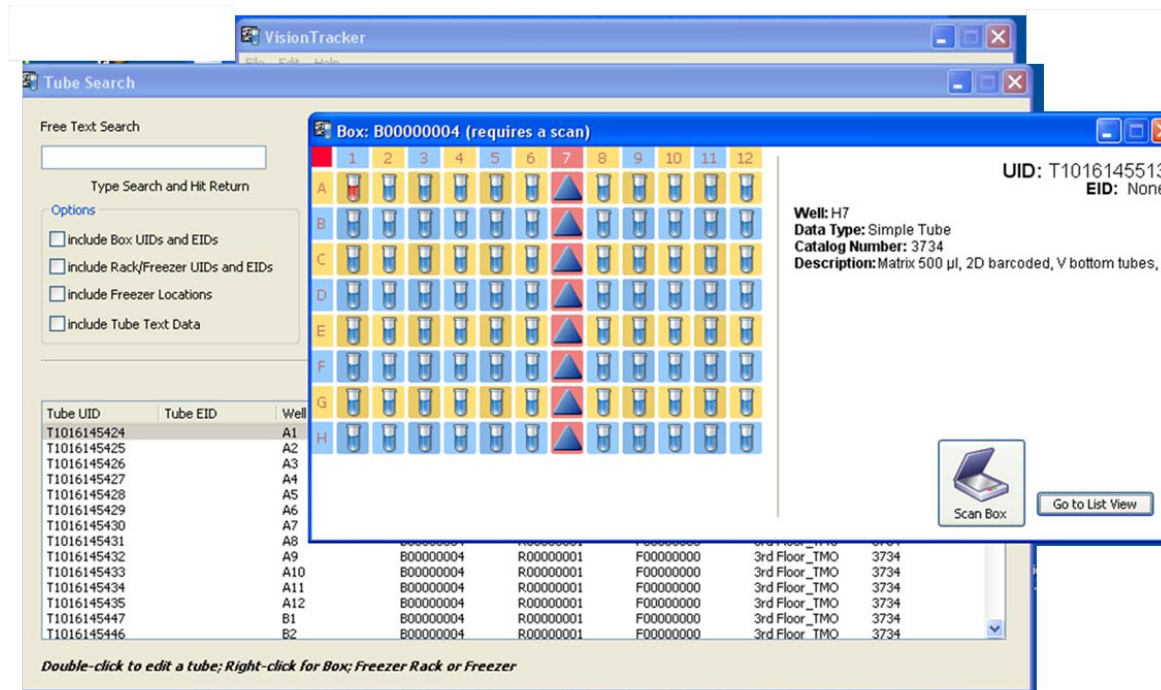 VisionTracker
File Edit Help
Tube Search
Free Text Search
Type Search and Hit Return
Options
include Box UIDs and EIDs
include Rack/Freezer UIDs and EIDs
include Freezer Locations
include Tube Text Data
Box: B00000004 (requires a scan)
1 2 3 4 5 6 7 8 9 10 11 12
A
B
C
D
E
F
G
H
UID: T1016145513
EID: None
Well: H7
Data Type: Simple Tube
Catalog Number: 3734
Description: Matrix 500 µl, 2D barcoded, V bottom tubes,
Scan Box
Go to List View
Tube UID Tube EID Well
T1016145424 A1
T1016145425 A2
T1016145426 A3
T1016145427 A4
T1016145428 A5
T1016145429 A6
T1016145430 A7
T1016145431 A8
T1016145432 A9 B00000004 R00000001 F00000000 3rd Floor_TMO 3734
T1016145433 A10 B00000004 R00000001 F00000000 3rd Floor_TMO 3734
T1016145434 A11 B00000004 R00000001 F00000000 3rd Floor_TMO 3734
T1016145435 A12 B00000004 R00000001 F00000000 3rd Floor_TMO 3734
T1016145447 B1 B00000004 R00000001 F00000000 3rd Floor_TMO 3734
T1016145446 B2 B00000004 R00000001 F00000000 3rd Floor_TMO 3734
Double-click to edit a tube; Right-click for Box; Freezer Rack or Freezer